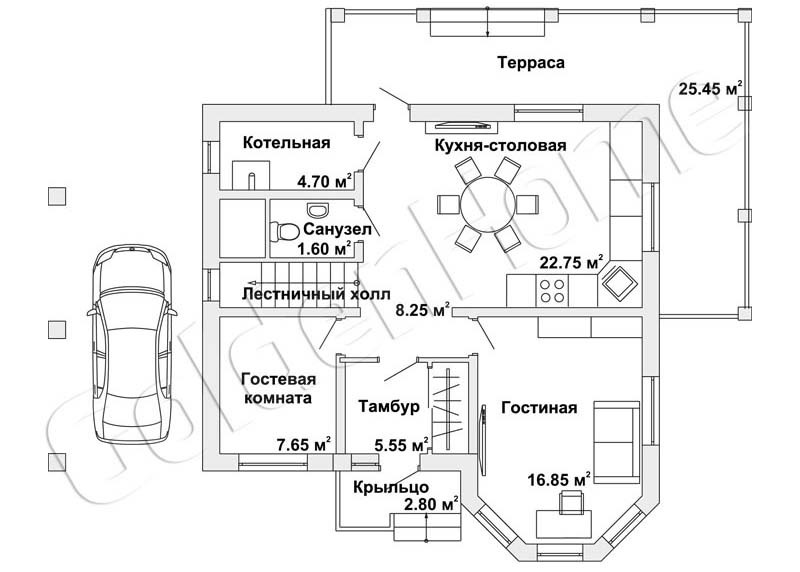 Терраса
25.45 м²
Котельная
4.70 м²
Кухня-столовая
22.75 м²
Санузел
1.60 м²
Лестничный холл
8.25 м²
Гостевая
комната
7.65 м²
Тамбур
5.55 м²
Гостиная
16.85 м²
Крыльцо
2.80 м²
GoldenHome